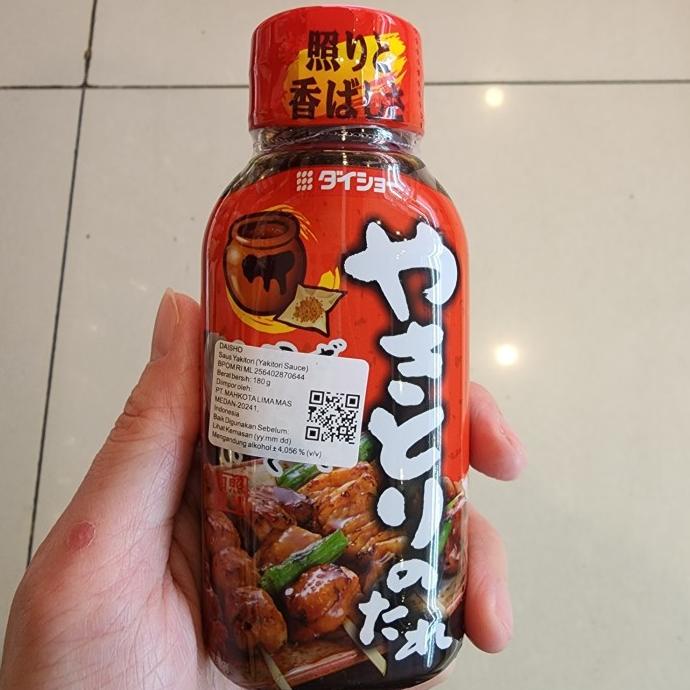 照りと
香ばしさ
ダイショー
やきとりのたれ
DAISHO
Saus Yakitori (Yakitori Sauce)
BPOM RI ML 256402870644
Berat bersih: 180 g
Diimpor oleh:
PT. MAHKOTA LIMA MAS
MEDAN-20241,
Indonesia
Baik Digunakan Sebelum:
Lihat Kemasan (yy.mm.dd)
Mengandung alkohol ± 4,056 % (v/v)